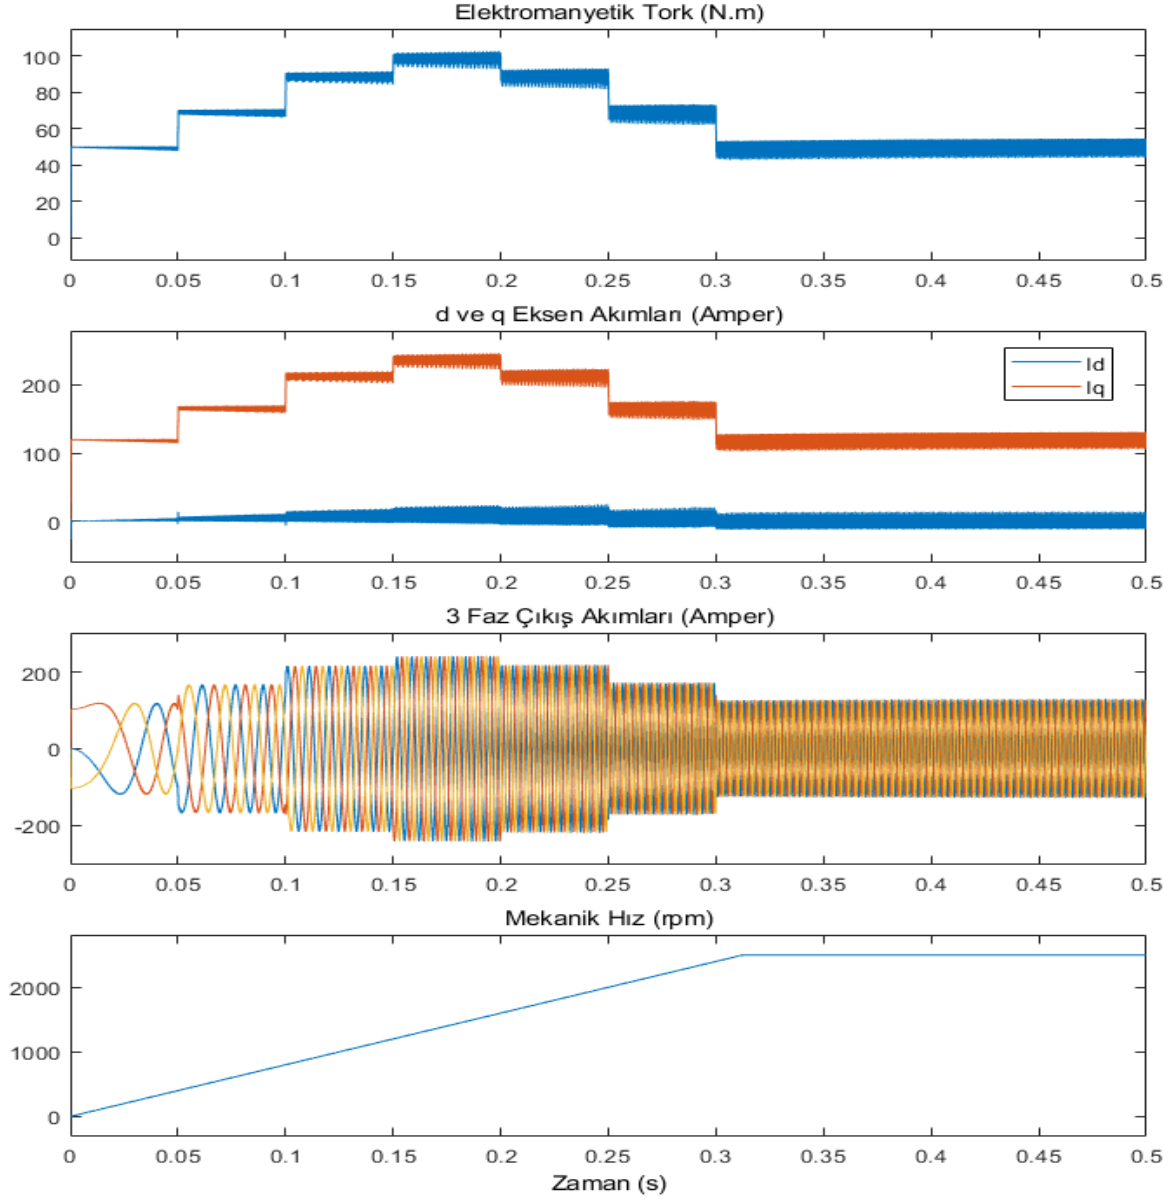 Elektromanyetik Tork (N.m)
100
80
60
40
20
0
0 0.05 0.1 0.15 0.2 0.25 0.3 0.35 0.4 0.45 0.5
d ve q Eksen Akımları (Amper)
200
100
0
Id
Iq
0 0.05 0.1 0.15 0.2 0.25 0.3 0.35 0.4 0.45 0.5
3 Faz Çıkış Akımları (Amper)
200
0
-200
0 0.05 0.1 0.15 0.2 0.25 0.3 0.35 0.4 0.45 0.5
Mekanik Hız (rpm)
2000
1000
0
0 0.05 0.1 0.15 0.2 0.25 0.3 0.35 0.4 0.45 0.5
Zaman (s)